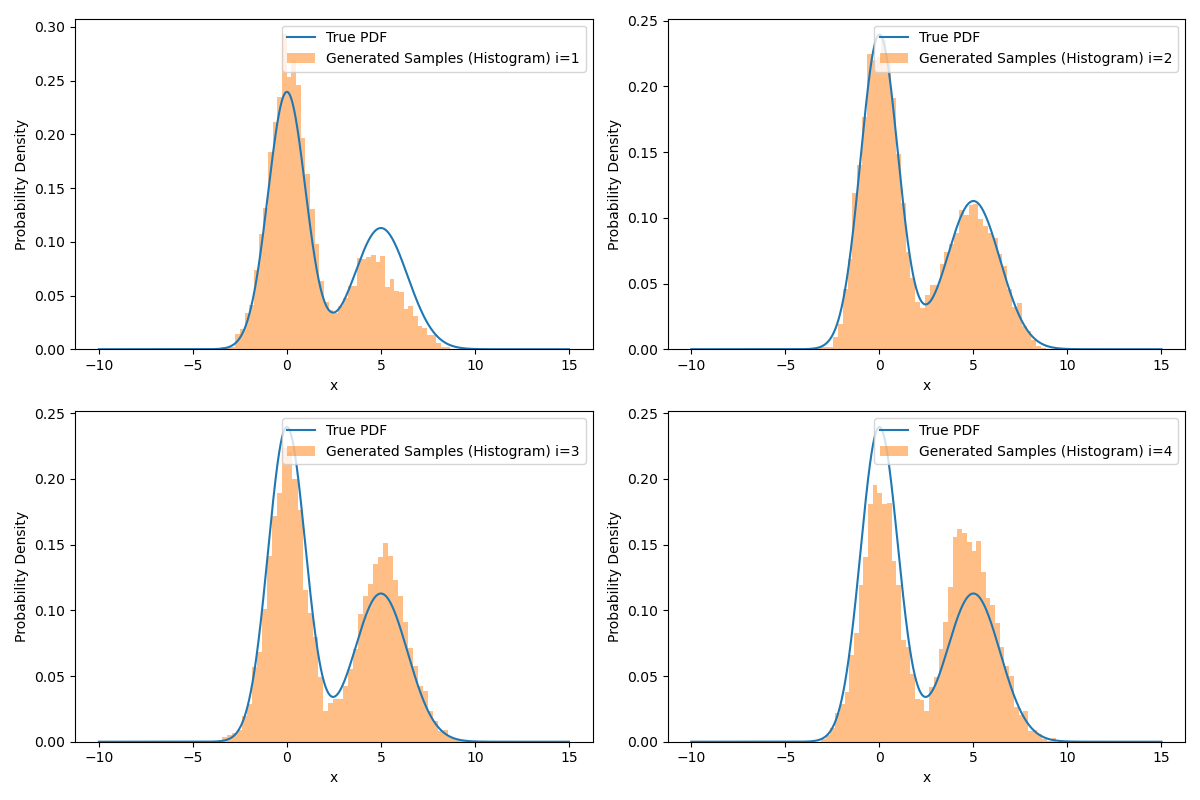 True PDF
Generated Samples (Histogram) i=1
0.30
0.25
0.20
0.15
0.10
0.05
0.00
Probability Density
−10 −5 0 5 10 15
x
True PDF
Generated Samples (Histogram) i=2
0.25
0.20
0.15
0.10
0.05
0.00
Probability Density
−10 −5 0 5 10 15
x
True PDF
Generated Samples (Histogram) i=3
0.25
0.20
0.15
0.10
0.05
0.00
Probability Density
−10 −5 0 5 10 15
x
True PDF
Generated Samples (Histogram) i=4
0.25
0.20
0.15
0.10
0.05
0.00
Probability Density
−10 −5 0 5 10 15
x